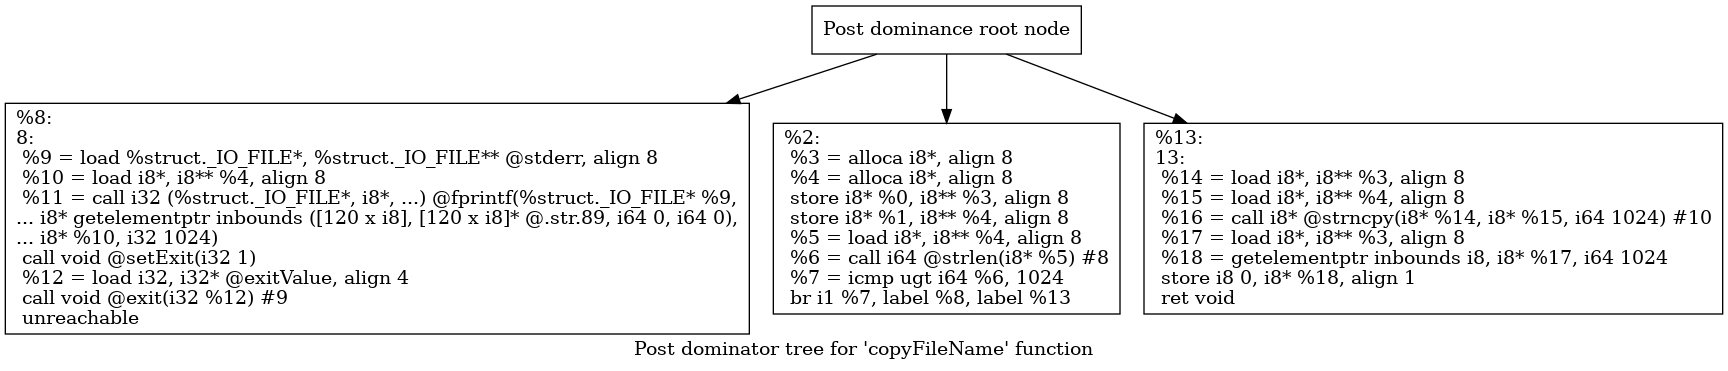 Post dominance root node
%8:
8:
%9 = load %struct._IO_FILE*, %struct._IO_FILE** @stderr, align 8
%10 = load i8*, i8** %4, align 8
%11 = call i32 (%struct._IO_FILE*, i8*, ...) @fprintf(%struct._IO_FILE* %9,
... i8* getelementptr inbounds ([120 x i8], [120 x i8]* @.str.89, i64 0, i64 0),
... i8* %10, i32 1024)
call void @setExit(i32 1)
%12 = load i32, i32* @exitValue, align 4
call void @exit(i32 %12) #9
unreachable
%2:
%3 = alloca i8*, align 8
%4 = alloca i8*, align 8
store i8* %0, i8** %3, align 8
store i8* %1, i8** %4, align 8
%5 = load i8*, i8** %4, align 8
%6 = call i64 @strlen(i8* %5) #8
%7 = icmp ugt i64 %6, 1024
br i1 %7, label %8, label %13
%13:
13:
%14 = load i8*, i8** %3, align 8
%15 = load i8*, i8** %4, align 8
%16 = call i8* @strncpy(i8* %14, i8* %15, i64 1024) #10
%17 = load i8*, i8** %3, align 8
%18 = getelementptr inbounds i8, i8* %17, i64 1024
store i8 0, i8* %18, align 1
ret void
Post dominator tree for 'copyFileName' function